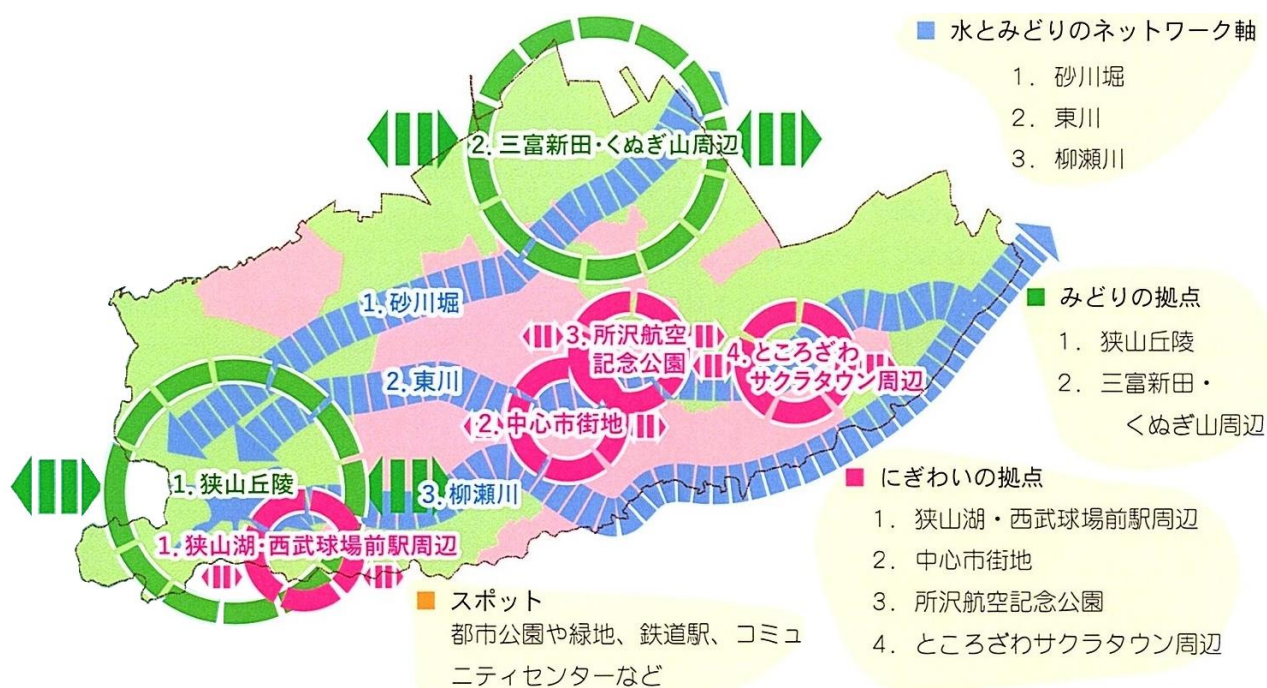 ■ 水とみどりのネットワーク軸
1. 砂川堀
2. 東川
3. 柳瀬川
2. 三富新田・くぬぎ山周辺
1. 砂川堀
3. 所沢航空
記念公園
4. ところざわ
サクラタウン周辺
2. 東川
2. 中心市街地
1. 狭山丘陵
3. 柳瀬川
1. 狭山湖・西武球場前駅周辺
■ みどりの拠点
1. 狭山丘陵
2. 三富新田・
くぬぎ山周辺
■ にぎわいの拠点
1. 狭山湖・西武球場前駅周辺
2. 中心市街地
3. 所沢航空記念公園
4. ところざわサクラタウン周辺
■ スポット
都市公園や緑地、鉄道駅、コミュ
ニティセンターなど